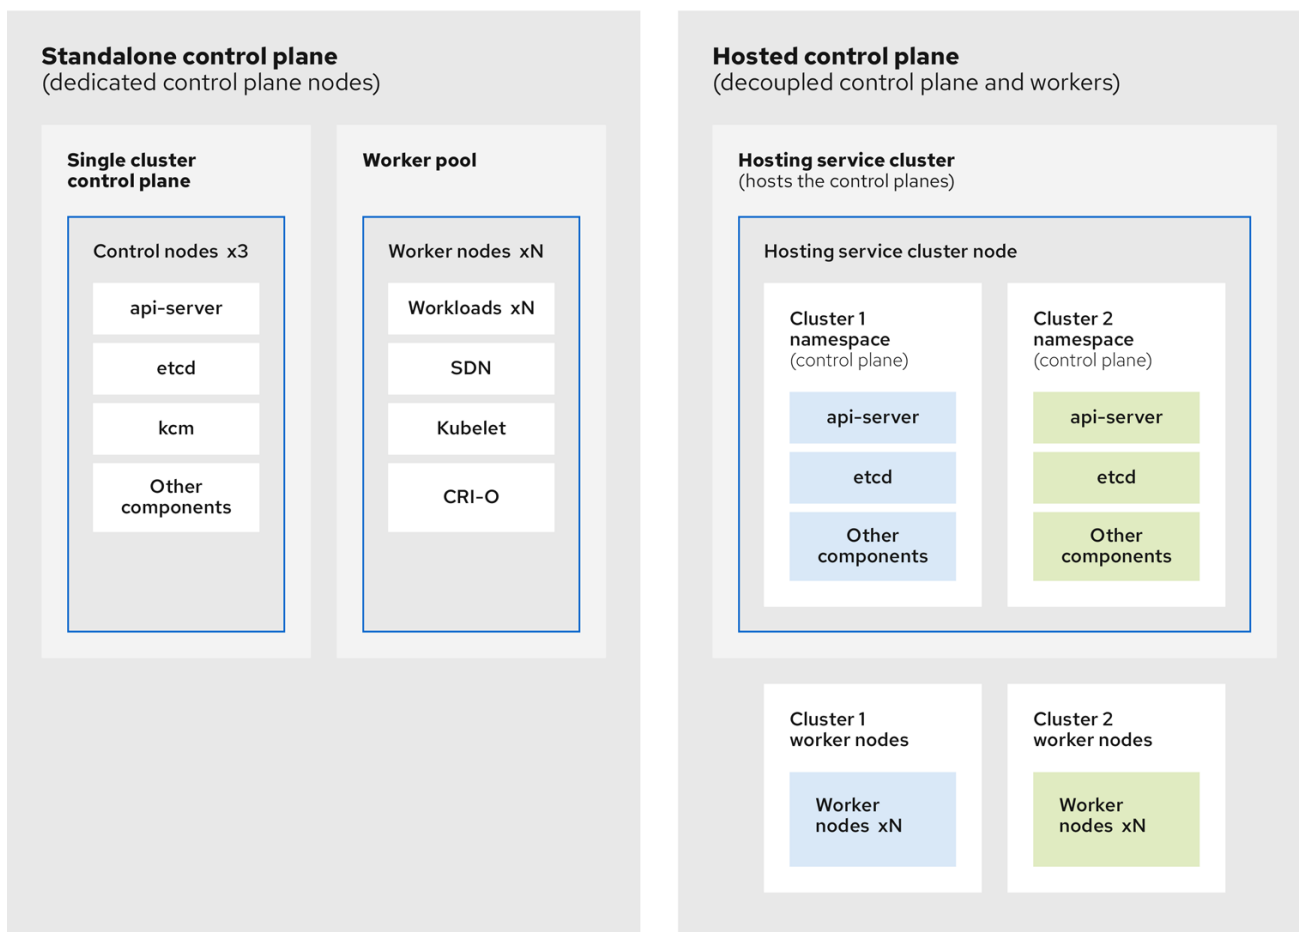 Standalone control plane
(dedicated control plane nodes)
Single cluster
control plane
Control nodes x3
api-server
etcd
kcm
Other
components
Worker pool
Worker nodes xN
Workloads xN
SDN
Kubelet
CRI-O
Hosted control plane
(decoupled control plane and workers)
Hosting service cluster
(hosts the control planes)
Hosting service cluster node
Cluster 1
namespace
(control plane)
api-server
etcd
Other
components
Cluster 2
namespace
(control plane)
api-server
etcd
Other
components
Cluster 1
worker nodes
Worker
nodes xN
Cluster 2
worker nodes
Worker
nodes xN